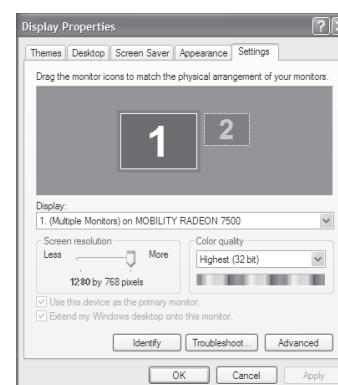 Display Properties
?
Themes Desktop Screen Saver Appearance Settings
Drag the monitor icons to match the physical arrangement of your monitors.
1 2
Display:
1. (Multiple Monitors) on MOBILITY RADEON 7500
Screen resolution
Less More
1280 by 768 pixels
Color quality
Highest (32 bit)
Use this device as the primary monitor.
Extend my Windows desktop onto this monitor.
Identify Troubleshoot... Advanced
OK Cancel Apply